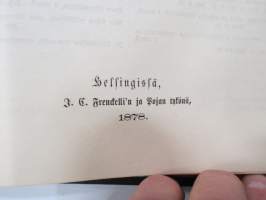 Helsingissä,
J. C. Frenckell'in ja Pojan tykönä,
1878.